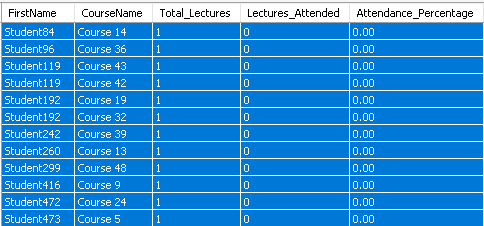 FirstName CourseName Total_Lectures Lectures_Attended Attendance_Percentage
Student84 Course 14 1 0 0.00
Student96 Course 36 1 0 0.00
Student119 Course 43 1 0 0.00
Student119 Course 42 1 0 0.00
Student192 Course 19 1 0 0.00
Student192 Course 32 1 0 0.00
Student242 Course 39 1 0 0.00
Student260 Course 13 1 0 0.00
Student299 Course 48 1 0 0.00
Student416 Course 9 1 0 0.00
Student472 Course 24 1 0 0.00
Student473 Course 5 1 0 0.00